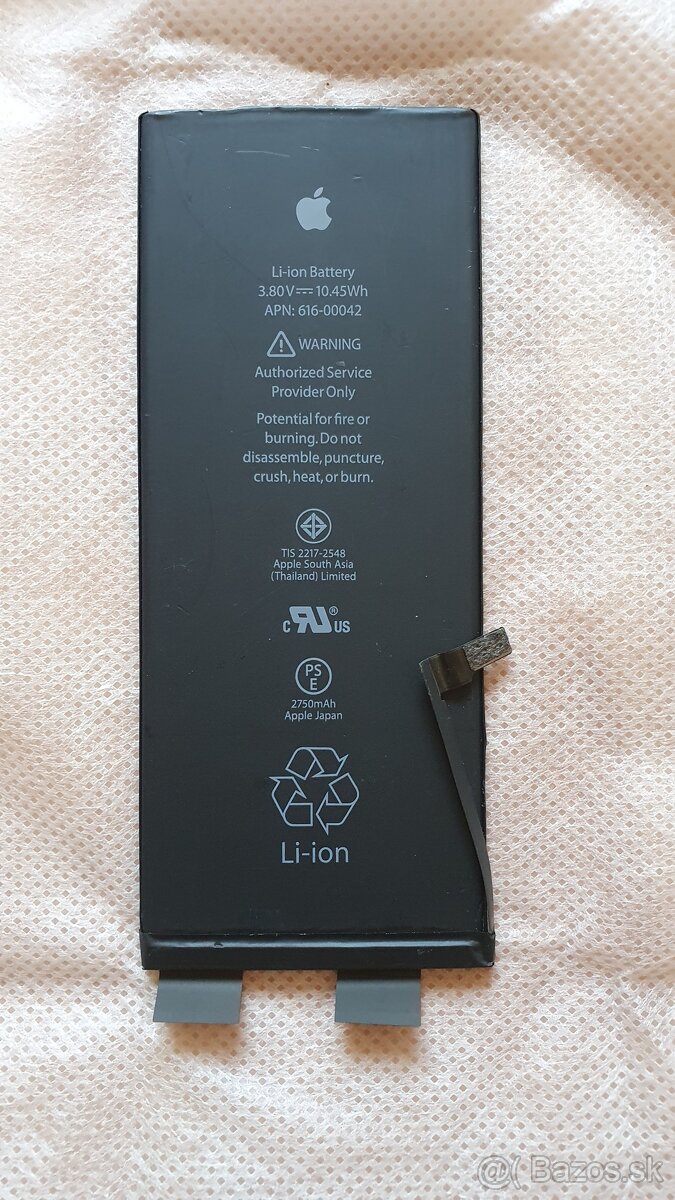 Li-ion Battery
3.80 V⎓10.45Wh
APN: 616-00042
WARNING
Authorized Service
Provider Only
Potential for fire or
burning. Do not
disassemble, puncture,
crush, heat, or burn.
TIS 2217-2548
Apple South Asia
(Thailand) Limited
c RU® US
PS
E
2750mAh
Apple Japan
Li-ion
@( Bazos.sk